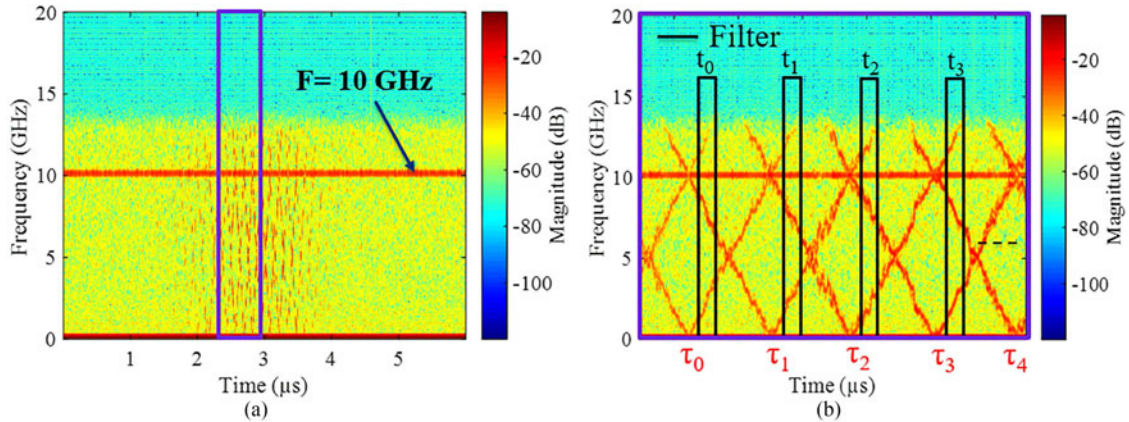 20
15
10
5
0
Frequency (GHz)
F= 10 GHz
1 2 3 4 5
Time (µs)
(a)
-20
-40
-60
-80
-100
Magnitude (dB)
20
15
10
5
0
Frequency (GHz)
Filter
t0 t1 t2 t3
τ0 τ1 τ2 τ3 τ4
Time (µs)
(b)
-20
-40
-60
-80
-100
Magnitude (dB)